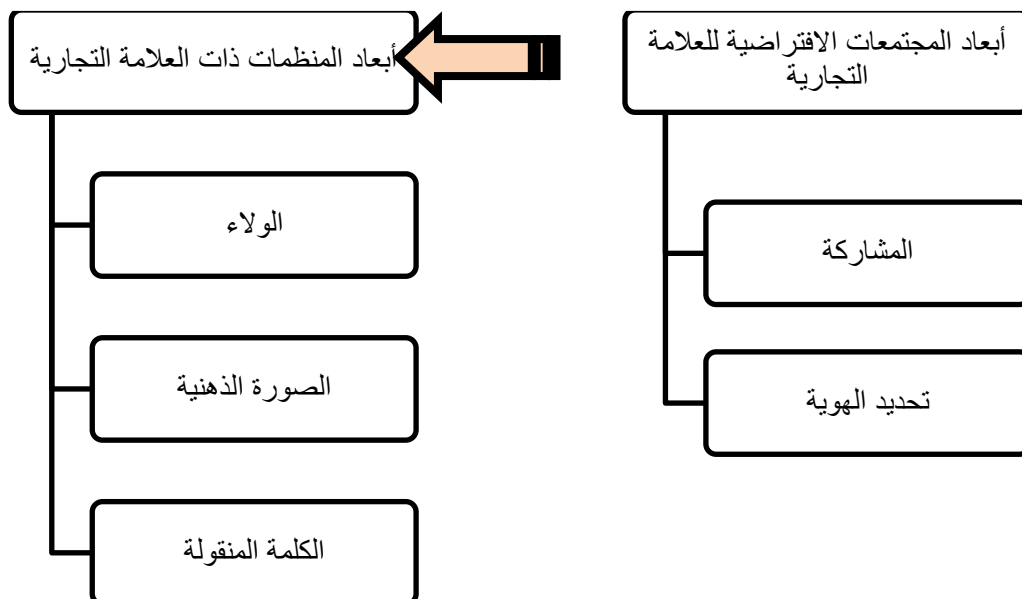 أبعاد المجتمعات الافتراضية للعلامة
التجارية
المشاركة
تحديد الهوية
أبعاد المنظمات ذات العلامة التجارية
الولاء
الصورة الذهنية
الكلمة المنقولة